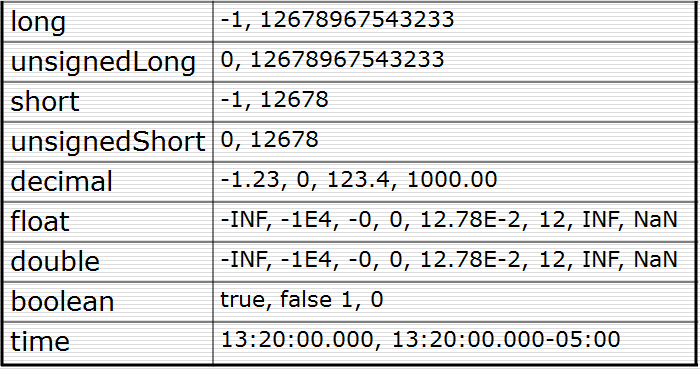 long -1, 12678967543233
unsignedLong 0, 12678967543233
short -1, 12678
unsignedShort 0, 12678
decimal -1.23, 0, 123.4, 1000.00
float -INF, -1E4, -0, 0, 12.78E-2, 12, INF, NaN
double -INF, -1E4, -0, 0, 12.78E-2, 12, INF, NaN
boolean true, false 1, 0
time 13:20:00.000, 13:20:00.000-05:00